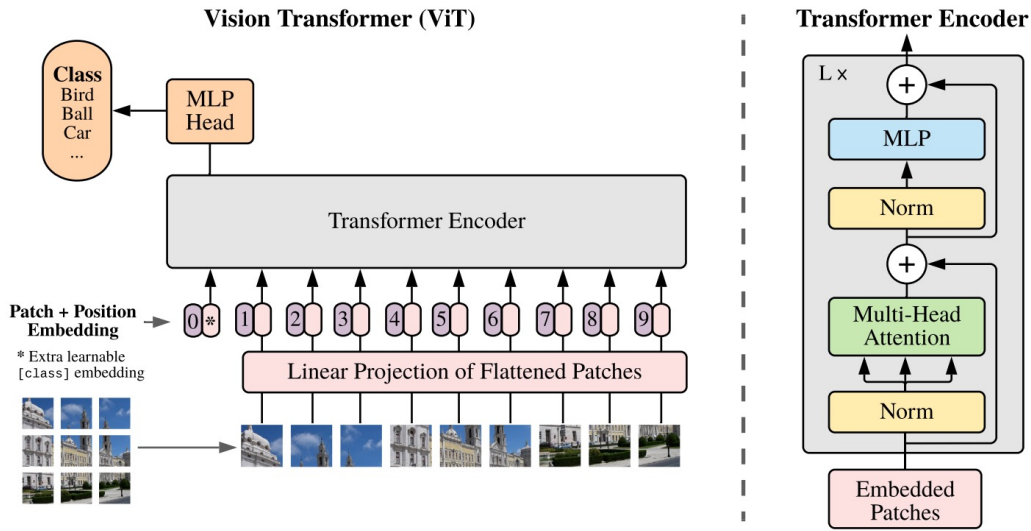 Vision Transformer (ViT)
Class
Bird
Ball
Car
...
MLP
Head
Transformer Encoder
Patch + Position
Embedding
0 * 1 2 3 4 5 6 7 8 9
* Extra learnable
[class] embedding
Linear Projection of Flattened Patches
Transformer Encoder
L ×
+
MLP
Norm
+
Multi-Head
Attention
Norm
Embedded
Patches